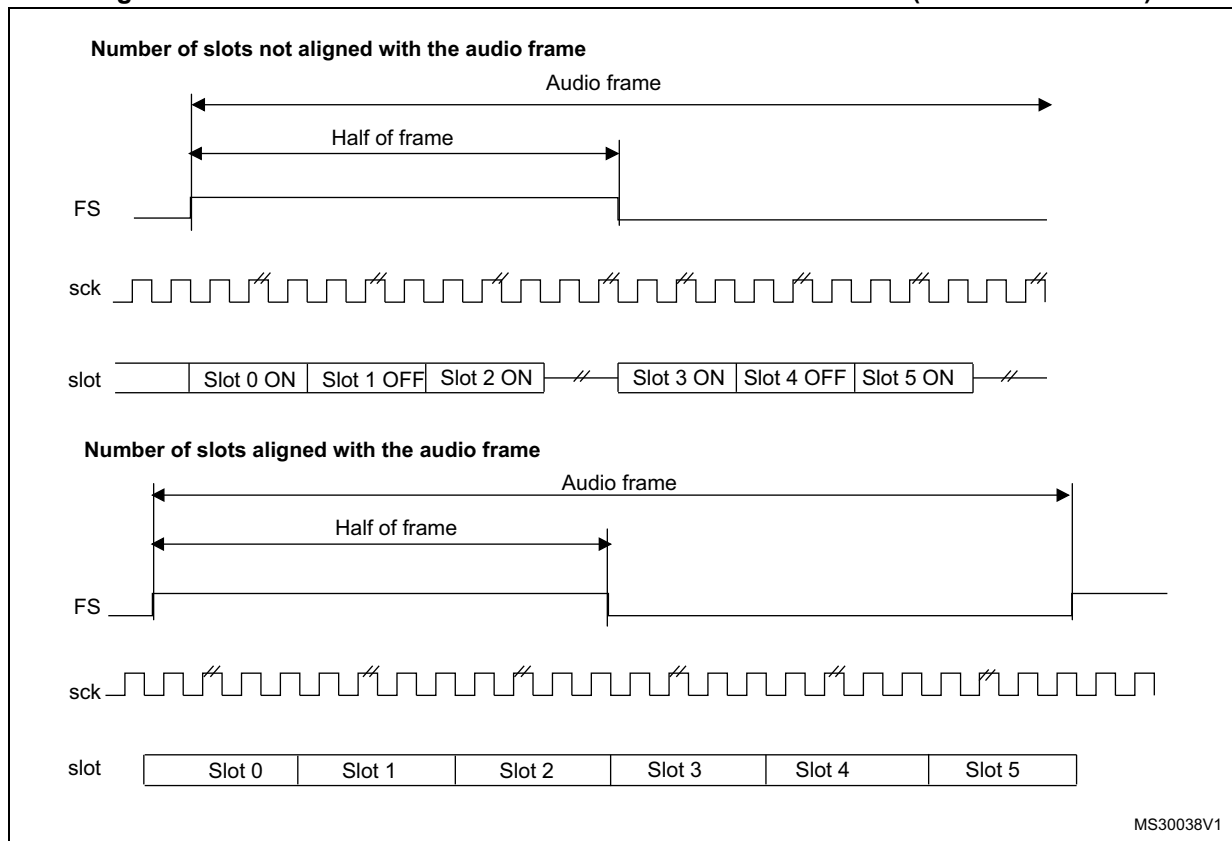 Number of slots not aligned with the audio frame
Audio frame
Half of frame
FS
sck
slot
Slot 0 ON Slot 1 OFF Slot 2 ON Slot 3 ON Slot 4 OFF Slot 5 ON
Number of slots aligned with the audio frame
Audio frame
Half of frame
FS
sck
slot
Slot 0 Slot 1 Slot 2 Slot 3 Slot 4 Slot 5
MS30038V1